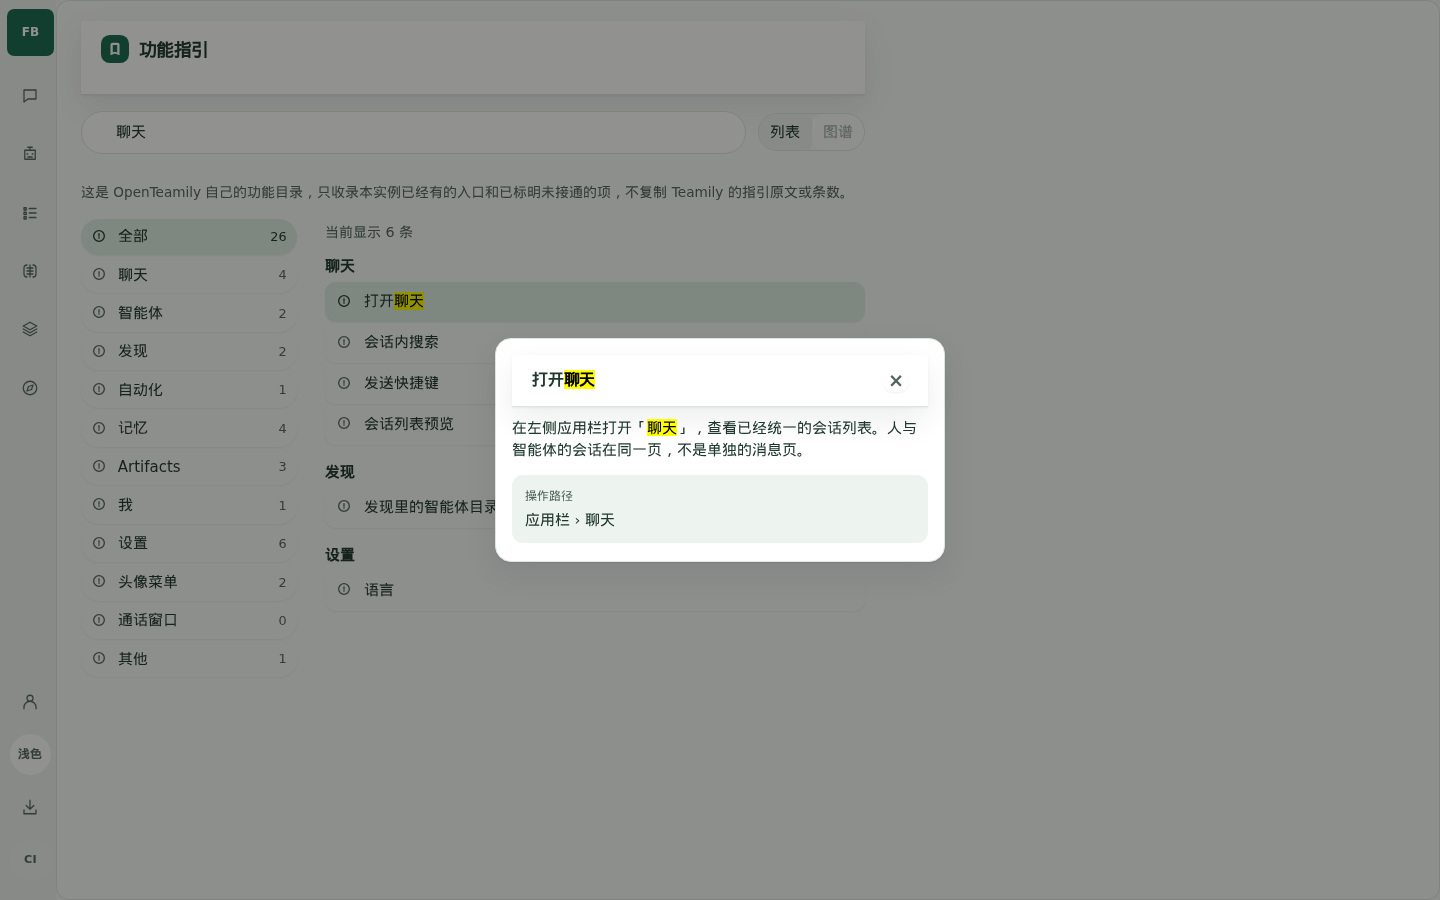 FB
功能指引
聊天
列表 图谱
这是 OpenTeamily 自己的功能目录，只收录本实例已经有的入口和已标明未接通的项，不复制 Teamily 的指引原文或条数。
全部 26
聊天 4
智能体 2
发现 2
自动化 1
记忆 4
Artifacts 3
我 1
设置 6
头像菜单 2
通话窗口 0
其他 1
当前显示 6 条
聊天
打开聊天
会话内搜索
发送快捷键
会话列表预览
发现
发现里的智能体目录
设置
语言
打开聊天
在左侧应用栏打开「聊天」，查看已经统一的会话列表。人与
智能体的会话在同一页，不是单独的消息页。
操作路径
应用栏 › 聊天
浅色
CI